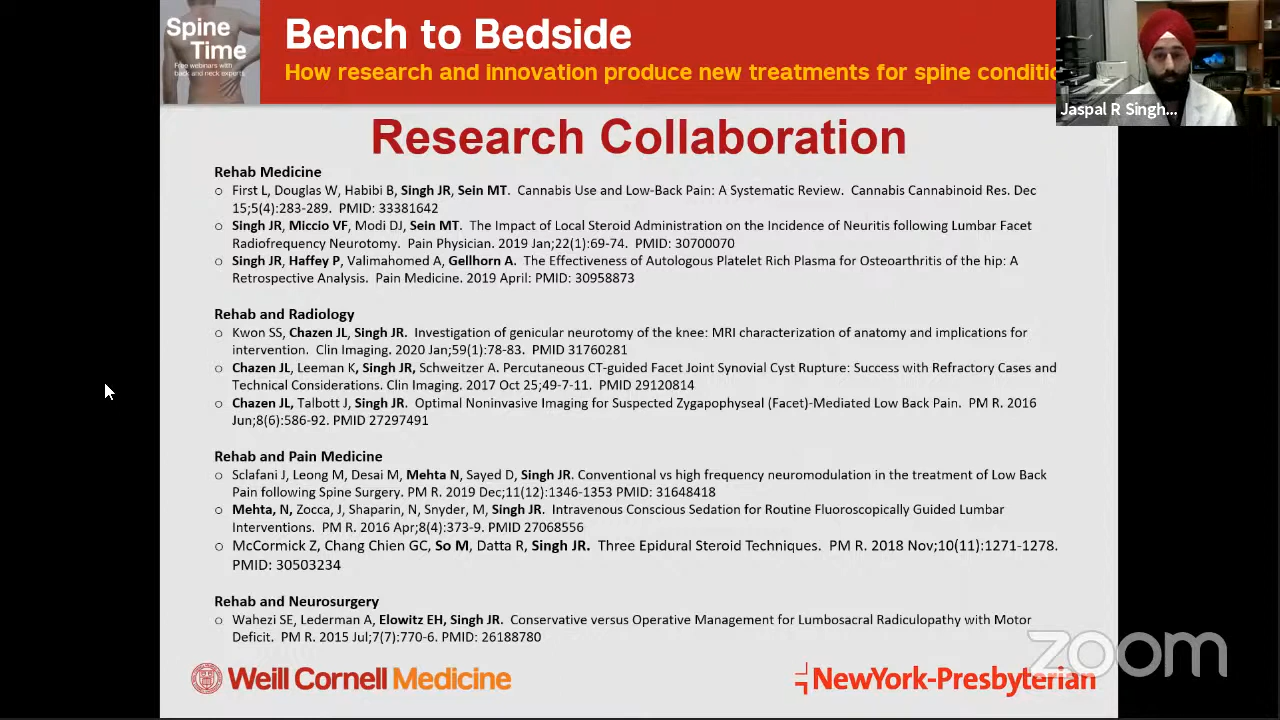 Spine
Time
Free webinars with
back and neck experts
Bench to Bedside
How research and innovation produce new treatments for spine conditio
Jaspal R Singh...
Research Collaboration
Rehab Medicine
○ First L, Douglas W, Habibi B, Singh JR, Sein MT. Cannabis Use and Low-Back Pain: A Systematic Review. Cannabis Cannabinoid Res. Dec
15;5(4):283-289. PMID: 33381642
○ Singh JR, Miccio VF, Modi DJ, Sein MT. The Impact of Local Steroid Administration on the Incidence of Neuritis following Lumbar Facet
Radiofrequency Neurotomy. Pain Physician. 2019 Jan;22(1):69-74. PMID: 30700070
○ Singh JR, Haffey P, Valimahomed A, Gellhorn A. The Effectiveness of Autologous Platelet Rich Plasma for Osteoarthritis of the hip: A
Retrospective Analysis. Pain Medicine. 2019 April: PMID: 30958873
Rehab and Radiology
○ Kwon SS, Chazen JL, Singh JR. Investigation of genicular neurotomy of the knee: MRI characterization of anatomy and implications for
intervention. Clin Imaging. 2020 Jan;59(1):78-83. PMID 31760281
○ Chazen JL, Leeman K, Singh JR, Schweitzer A. Percutaneous CT-guided Facet Joint Synovial Cyst Rupture: Success with Refractory Cases and
Technical Considerations. Clin Imaging. 2017 Oct 25;49-7-11. PMID 29120814
○ Chazen JL, Talbott J, Singh JR. Optimal Noninvasive Imaging for Suspected Zygapophyseal (Facet)-Mediated Low Back Pain. PM R. 2016
Jun;8(6):586-92. PMID 27297491
Rehab and Pain Medicine
○ Sclafani J, Leong M, Desai M, Mehta N, Sayed D, Singh JR. Conventional vs high frequency neuromodulation in the treatment of Low Back
Pain following Spine Surgery. PM R. 2019 Dec;11(12):1346-1353 PMID: 31648418
○ Mehta, N, Zocca, J, Shaparin, N, Snyder, M, Singh JR. Intravenous Conscious Sedation for Routine Fluoroscopically Guided Lumbar
Interventions. PM R. 2016 Apr;8(4):373-9. PMID 27068556
○ McCormick Z, Chang Chien GC, So M, Datta R, Singh JR. Three Epidural Steroid Techniques. PM R. 2018 Nov;10(11):1271-1278.
PMID: 30503234
Rehab and Neurosurgery
○ Wahezi SE, Lederman A, Elowitz EH, Singh JR. Conservative versus Operative Management for Lumbosacral Radiculopathy with Motor
Deficit. PM R. 2015 Jul;7(7):770-6. PMID: 26188780
zoom
Weill Cornell Medicine
NewYork-Presbyterian